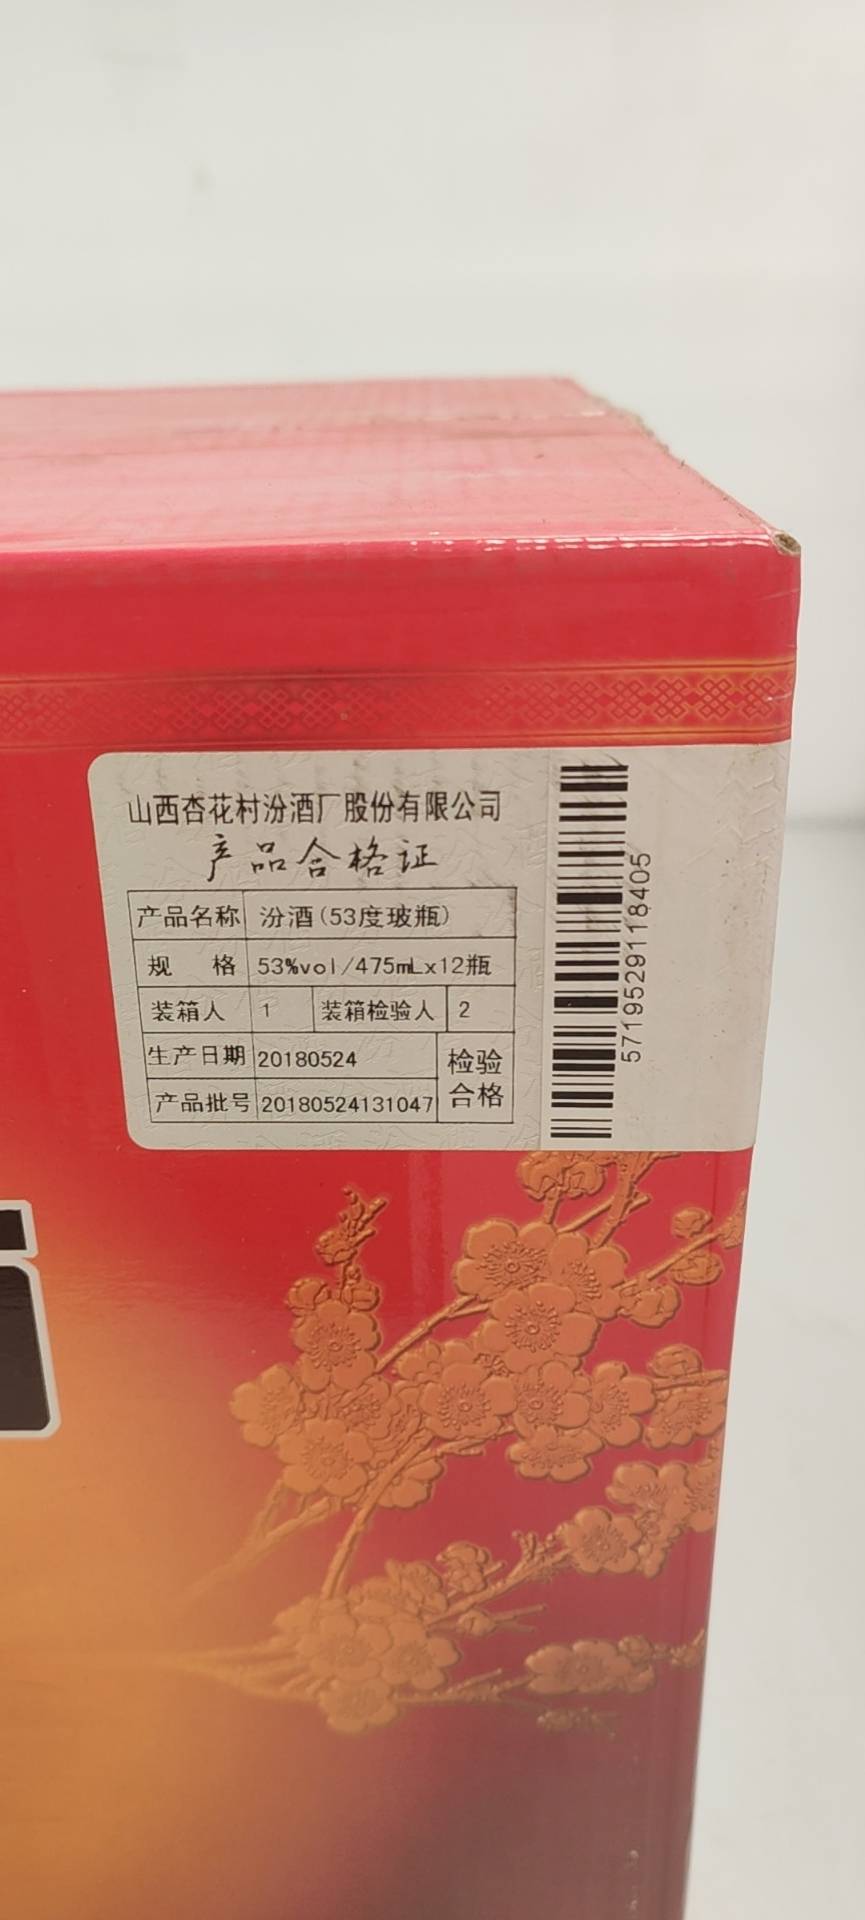 山西杏花村汾酒厂股份有限公司
产品合格证
产品名称 汾酒(53度玻瓶)
规 格 53%vol/475mLx12瓶
装箱人 1 装箱检验人 2
生产日期 20180524 检验
产品批号 20180524131047 合格
5719529118405